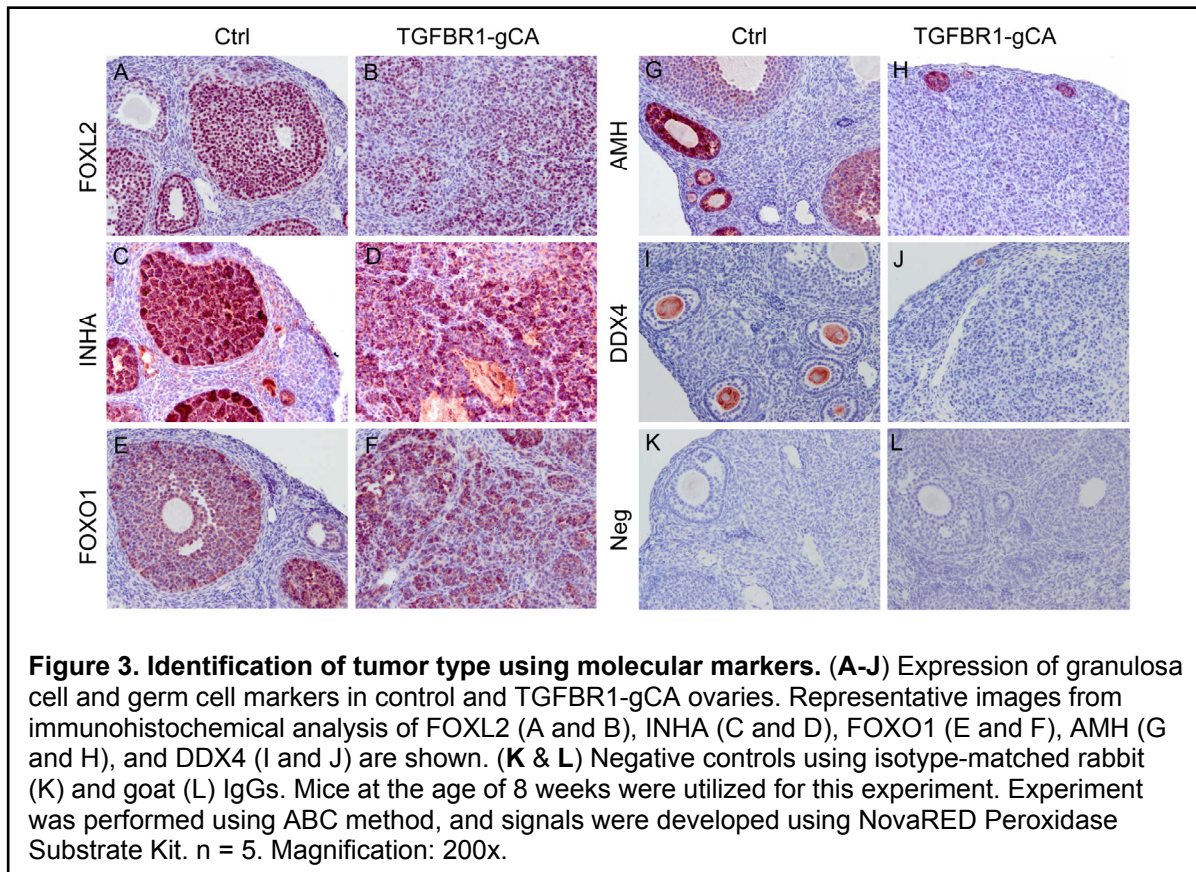 Ctrl TGFBR1-gCA Ctrl TGFBR1-gCA
A B G H
FOXL2 AMH
C D I J
INHA DDX4
E F K L
FOXO1 Neg
Figure 3. Identification of tumor type using molecular markers. (A-J) Expression of granulosa
cell and germ cell markers in control and TGFBR1-gCA ovaries. Representative images from
immunohistochemical analysis of FOXL2 (A and B), INHA (C and D), FOXO1 (E and F), AMH (G
and H), and DDX4 (I and J) are shown. (K & L) Negative controls using isotype-matched rabbit
(K) and goat (L) IgGs. Mice at the age of 8 weeks were utilized for this experiment. Experiment
was performed using ABC method, and signals were developed using NovaRED Peroxidase
Substrate Kit. n = 5. Magnification: 200x.